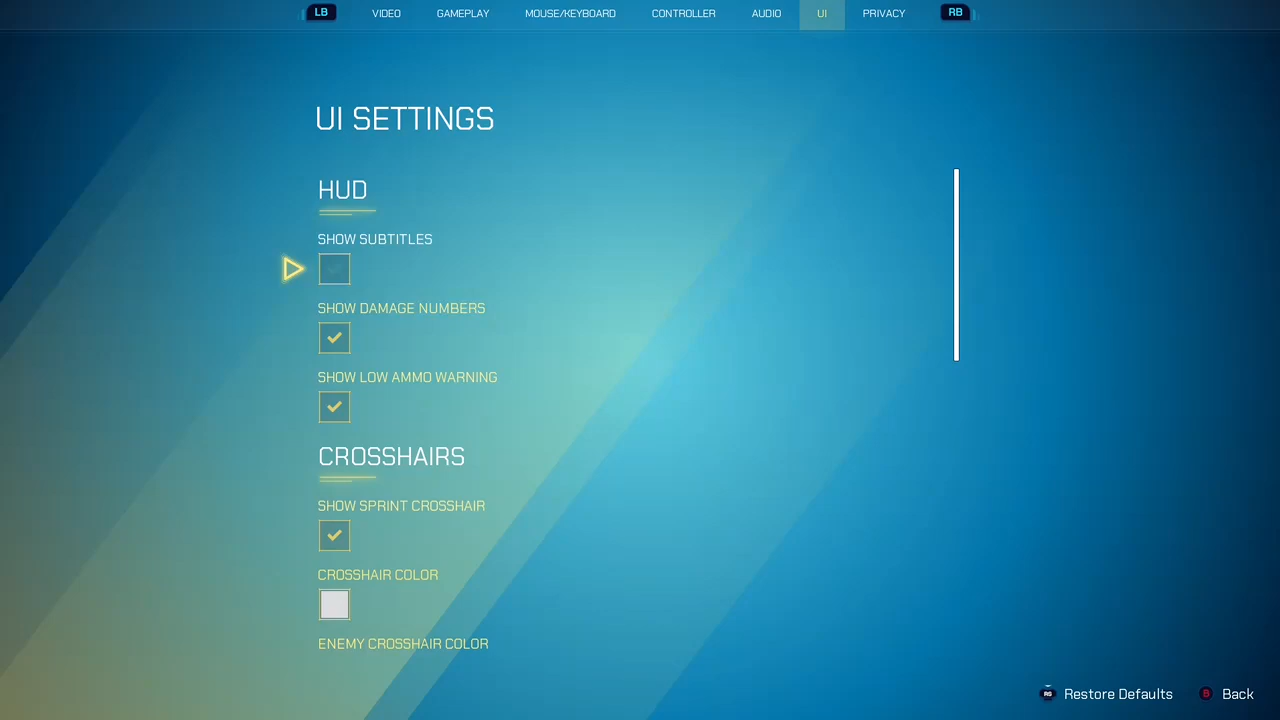 LB VIDEO GAMEPLAY MOUSE/KEYBOARD CONTROLLER AUDIO UI PRIVACY RB
UI SETTINGS
HUD
SHOW SUBTITLES
SHOW DAMAGE NUMBERS
SHOW LOW AMMO WARNING
CROSSHAIRS
SHOW SPRINT CROSSHAIR
CROSSHAIR COLOR
ENEMY CROSSHAIR COLOR
RS Restore Defaults B Back